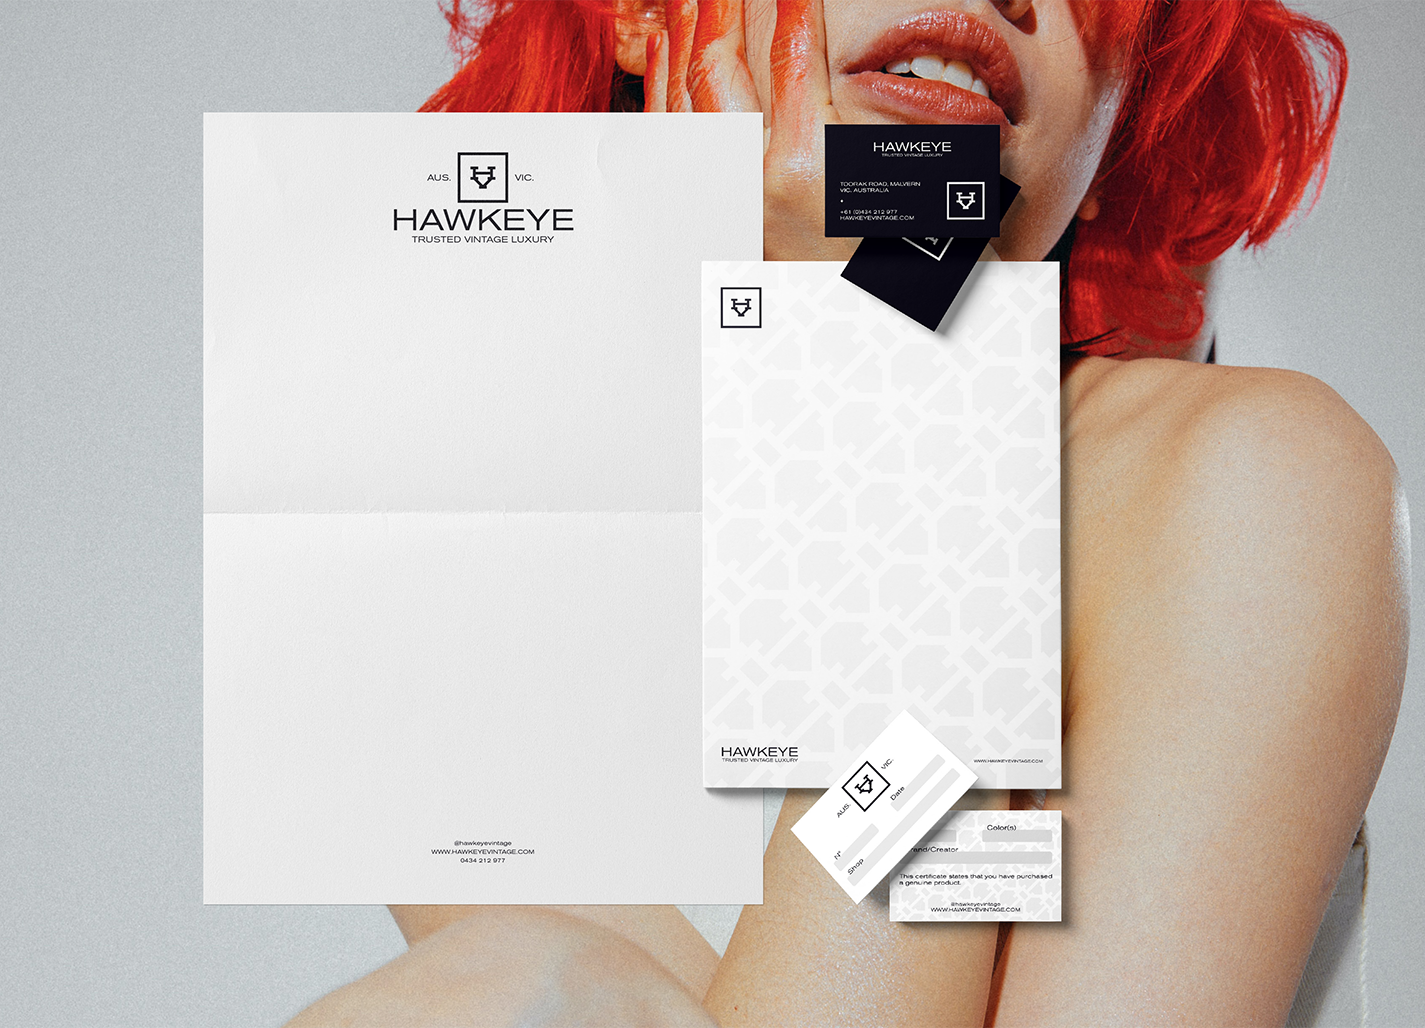 AUS. VIC.
HAWKEYE
TRUSTED VINTAGE LUXURY
@hawkeyevintage
WWW.HAWKEYEVINTAGE.COM
0434 212 977
HAWKEYE
TRUSTED VINTAGE LUXURY
TOORAK ROAD, MALVERN
VIC. AUSTRALIA
+61 (0)434 212 977
HAWKEYEVINTAGE.COM
HAWKEYE
TRUSTED VINTAGE LUXURY
WWW.HAWKEYEVINTAGE.COM
AUS. VIC.
N° Date
Shop
Color(s)
rand/Creator
This certificate states that you have purchased
a genuine product.
@hawkeyevintage
WWW.HAWKEYEVINTAGE.COM